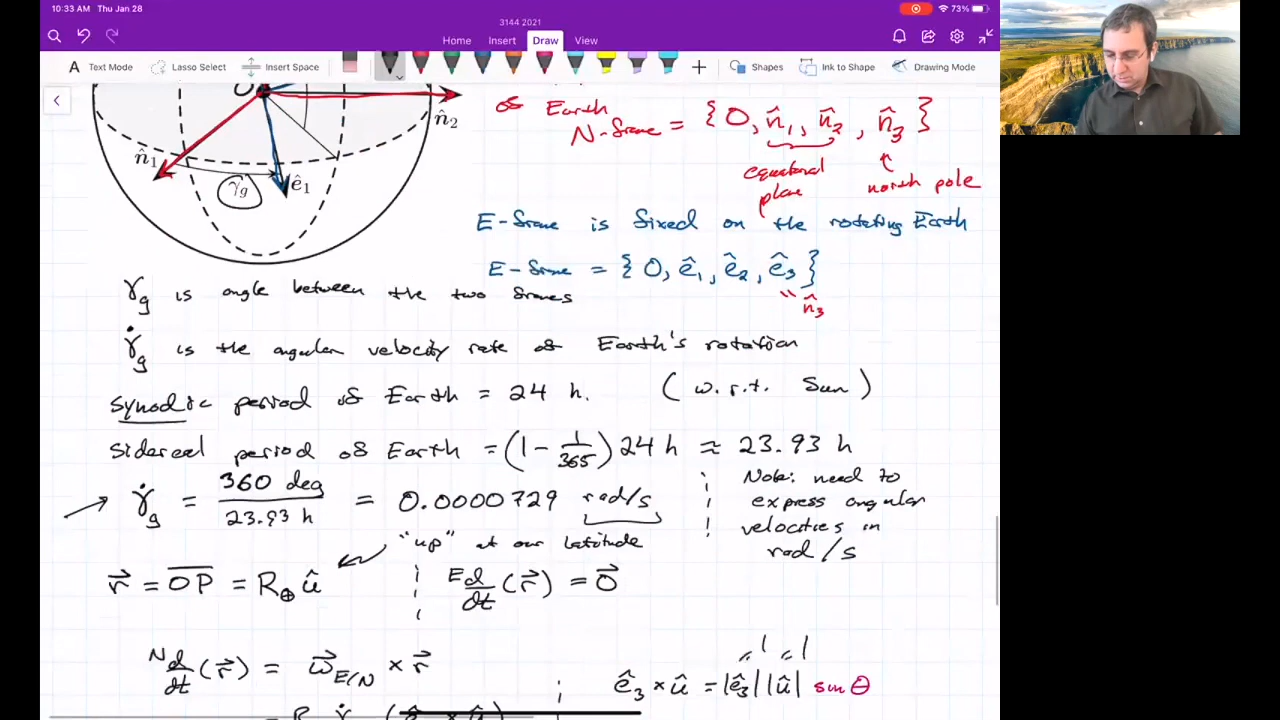 10:33 AM Thu Jan 28
73%
3144 2021
Home Insert Draw View
Text Mode Lasso Select Insert Space Shapes Ink to Shape Drawing Mode
of Earth
N-frame = {O, n̂₁, n̂₂, n̂₃}
equatorial plane
north pole
O
n̂₂
n̂₁
γg
ê₁
E-frame is fixed on the rotating Earth
E-frame = {O, ê₁, ê₂, ê₃}
" n̂₃
γg is angle between the two frames
γ̇g is the angular velocity rate of Earth's rotation
Synodic period of Earth = 24 h. (w.r.t. Sun)
sidereal period of Earth = (1 - 1/365) 24 h ≈ 23.93 h
γ̇g = 360 deg / 23.93 h = 0.0000729 rad/s
Note: need to
express angular
velocities in
rad/s
"up" at our latitude
r⃗ = OP = R⊕ û
ᴱd/dt (r⃗) = 0⃗
ᴺd/dt (r⃗) = ω⃗E/N × r⃗
1 1
ê₃ × û = |ê₃| |û| sin θ